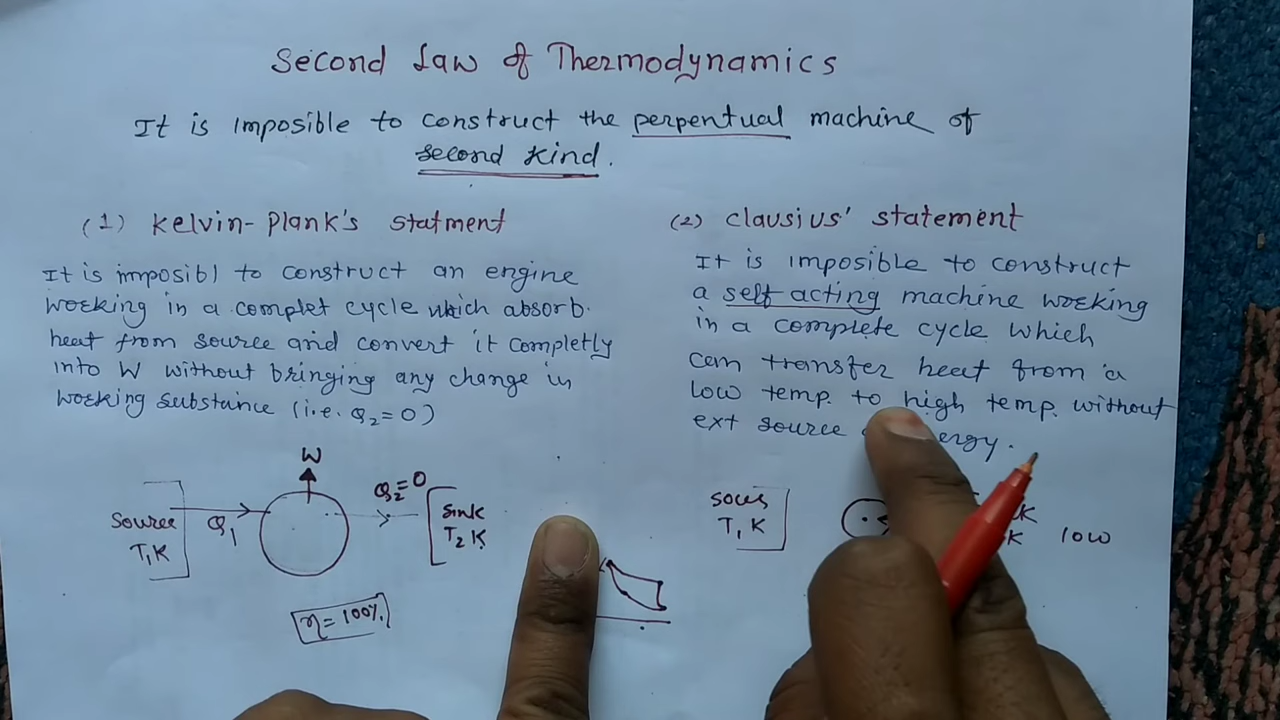 Second Law of Thermodynamics
It is imposible to construct the perpentual machine of
second kind.
(1) Kelvin-Plank's statment
It is imposibl to construct an engine
working in a complet cycle which absorb.
heat from source and convert it completly
into W without bringing any change in
working substance (i.e. Q2=0)
W
Source
T1K
Q1
Q2=0
Sink
T2K
η=100%
(2) Clausius' statement
It is imposible to construct
a self acting machine working
in a complete cycle which
can transfer heat from a
low temp. to high temp. without
ext source
T1K
low